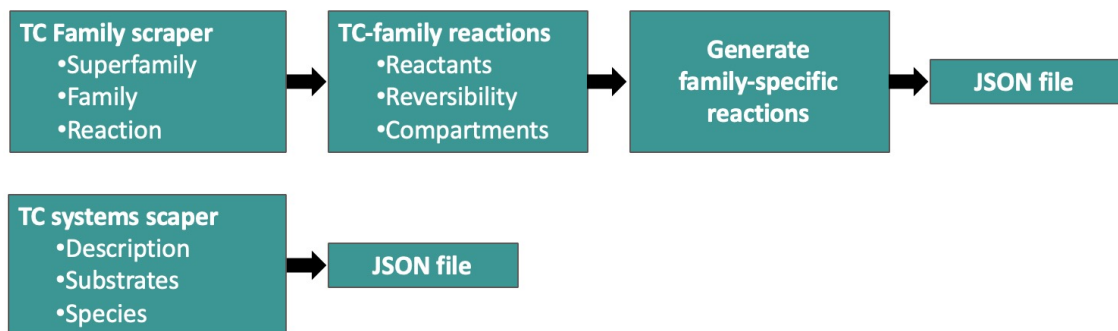 TC Family scraper
•Superfamily
•Family
•Reaction
TC-family reactions
•Reactants
•Reversibility
•Compartments
Generate
family-specific
reactions
JSON file
TC systems scaper
•Description
•Substrates
•Species
JSON file